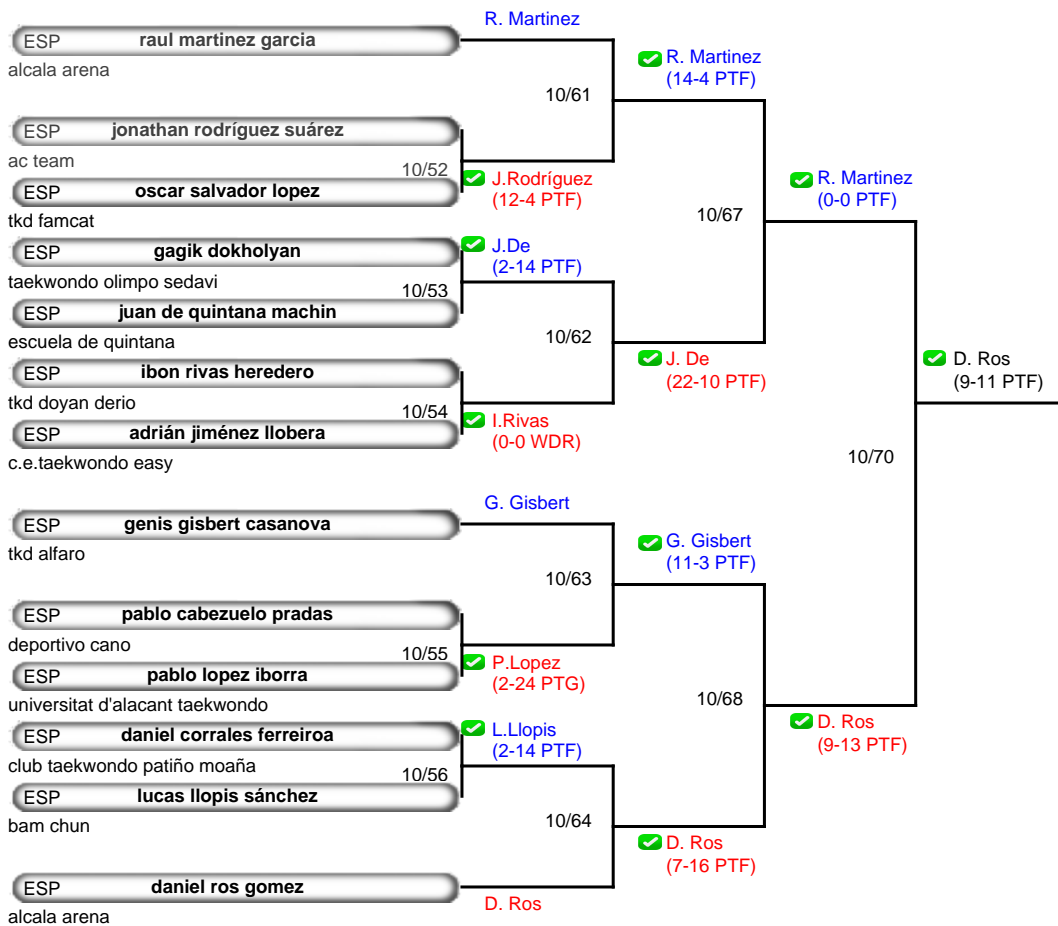 R. Martinez
ESP raul martinez garcia
alcala arena
R. Martinez
(14-4 PTF)
10/61
ESP jonathan rodríguez suárez
ac team
10/52
J.Rodríguez
(12-4 PTF)
ESP oscar salvador lopez
tkd famcat
R. Martinez
(0-0 PTF)
10/67
ESP gagik dokholyan
taekwondo olimpo sedavi
J.De
(2-14 PTF)
10/53
ESP juan de quintana machin
escuela de quintana
10/62
J. De
(22-10 PTF)
D. Ros
(9-11 PTF)
ESP ibon rivas heredero
tkd doyan derio
10/54
I.Rivas
(0-0 WDR)
ESP adrián jiménez llobera
c.e.taekwondo easy
10/70
G. Gisbert
ESP genis gisbert casanova
tkd alfaro
G. Gisbert
(11-3 PTF)
10/63
ESP pablo cabezuelo pradas
deportivo cano
10/55
P.Lopez
(2-24 PTG)
ESP pablo lopez iborra
universitat d'alacant taekwondo
10/68
D. Ros
(9-13 PTF)
ESP daniel corrales ferreiroa
club taekwondo patiño moaña
L.Llopis
(2-14 PTF)
10/56
ESP lucas llopis sánchez
bam chun
10/64
D. Ros
(7-16 PTF)
ESP daniel ros gomez
alcala arena
D. Ros